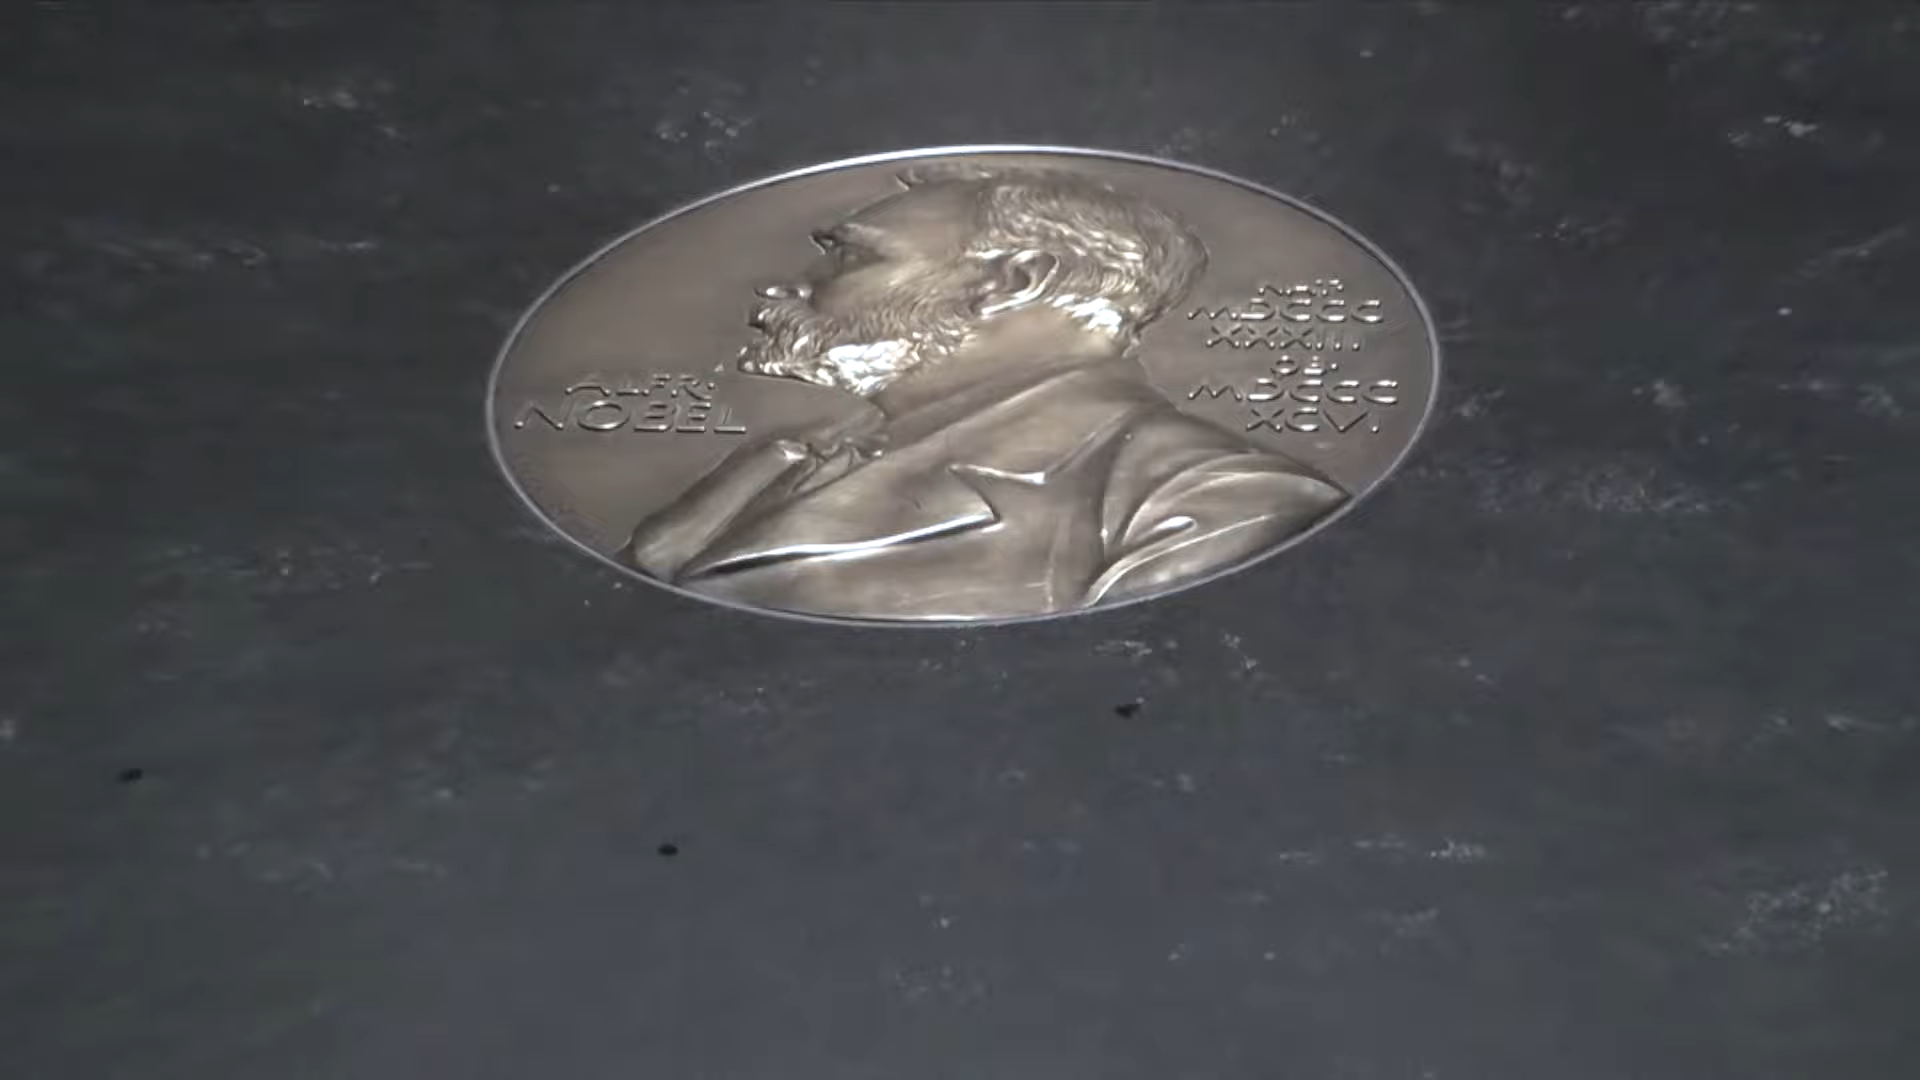 ALFR.
NOBEL
NAT.
MDCCC
XXXIII
OB.
MDCCC
XCVI